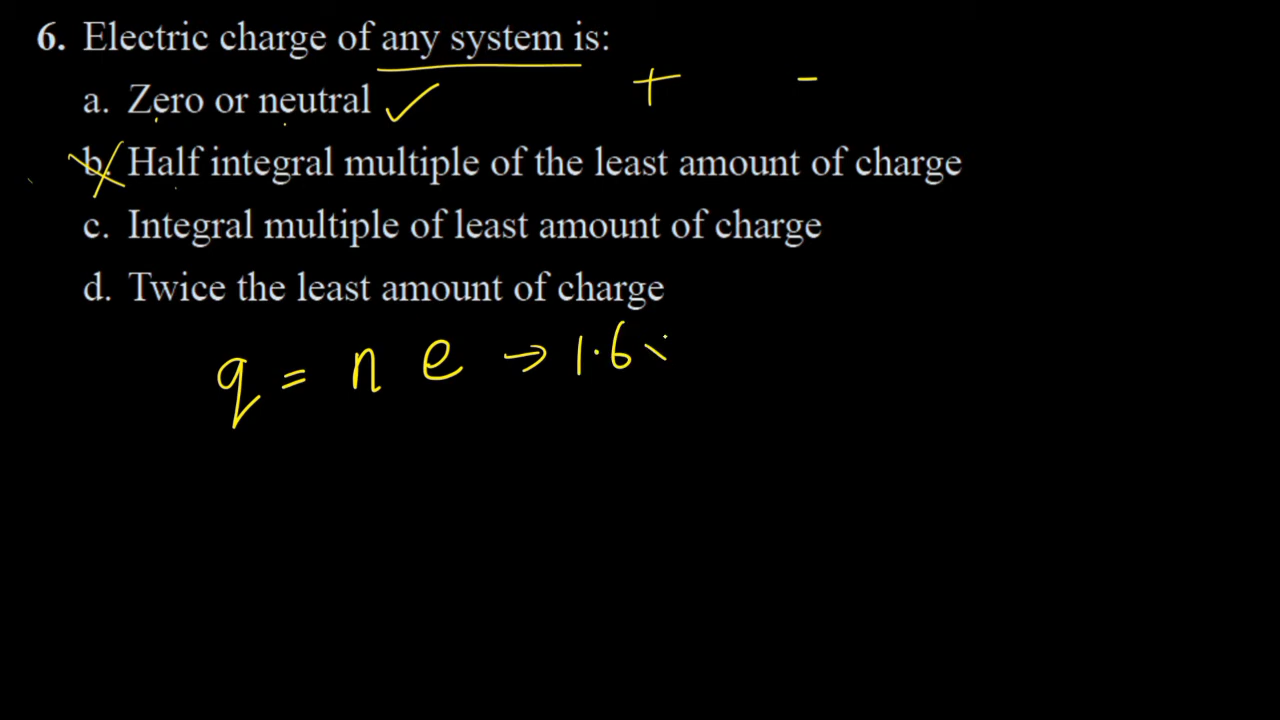 6. Electric charge of any system is:
+ -
a. Zero or neutral ✓
b. Half integral multiple of the least amount of charge
c. Integral multiple of least amount of charge
d. Twice the least amount of charge
q = n e → 1.6 ×